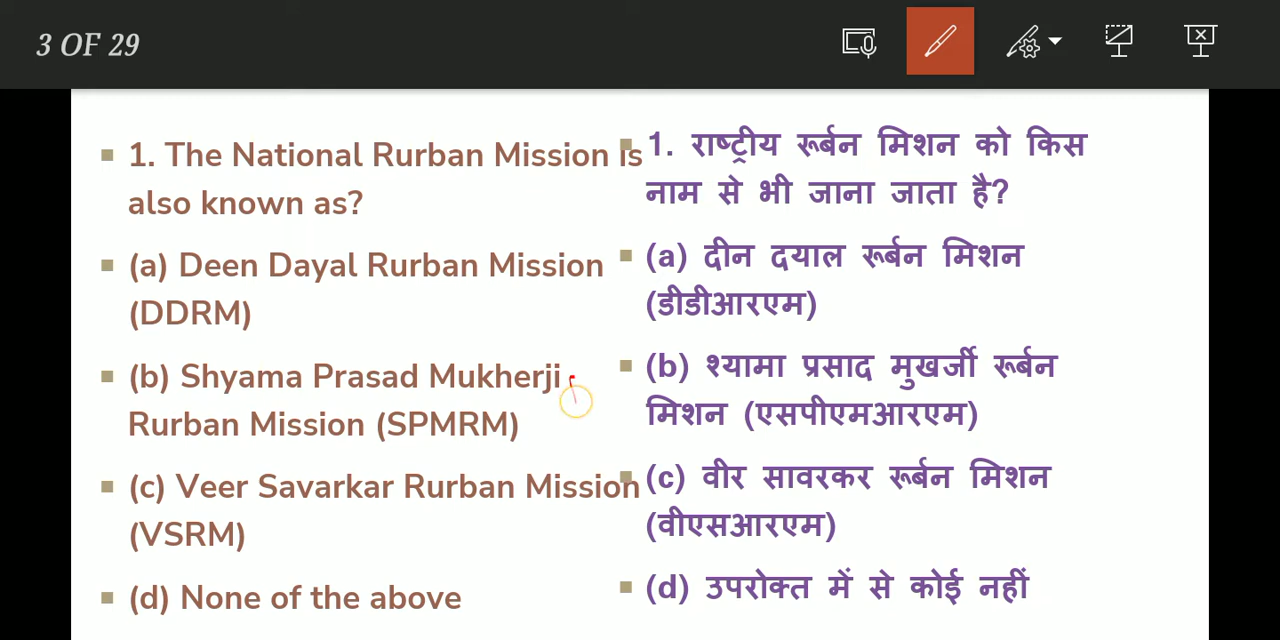 3 OF 29
1. The National Rurban Mission is
also known as?
(a) Deen Dayal Rurban Mission
(DDRM)
(b) Shyama Prasad Mukherji
Rurban Mission (SPMRM)
(c) Veer Savarkar Rurban Mission
(VSRM)
(d) None of the above
1. राष्ट्रीय रूर्बन मिशन को किस
नाम से भी जाना जाता है?
(a) दीन दयाल रूर्बन मिशन
(डीडीआरएम)
(b) श्यामा प्रसाद मुखर्जी रूर्बन
मिशन (एसपीएमआरएम)
(c) वीर सावरकर रूर्बन मिशन
(वीएसआरएम)
(d) उपरोक्त में से कोई नहीं